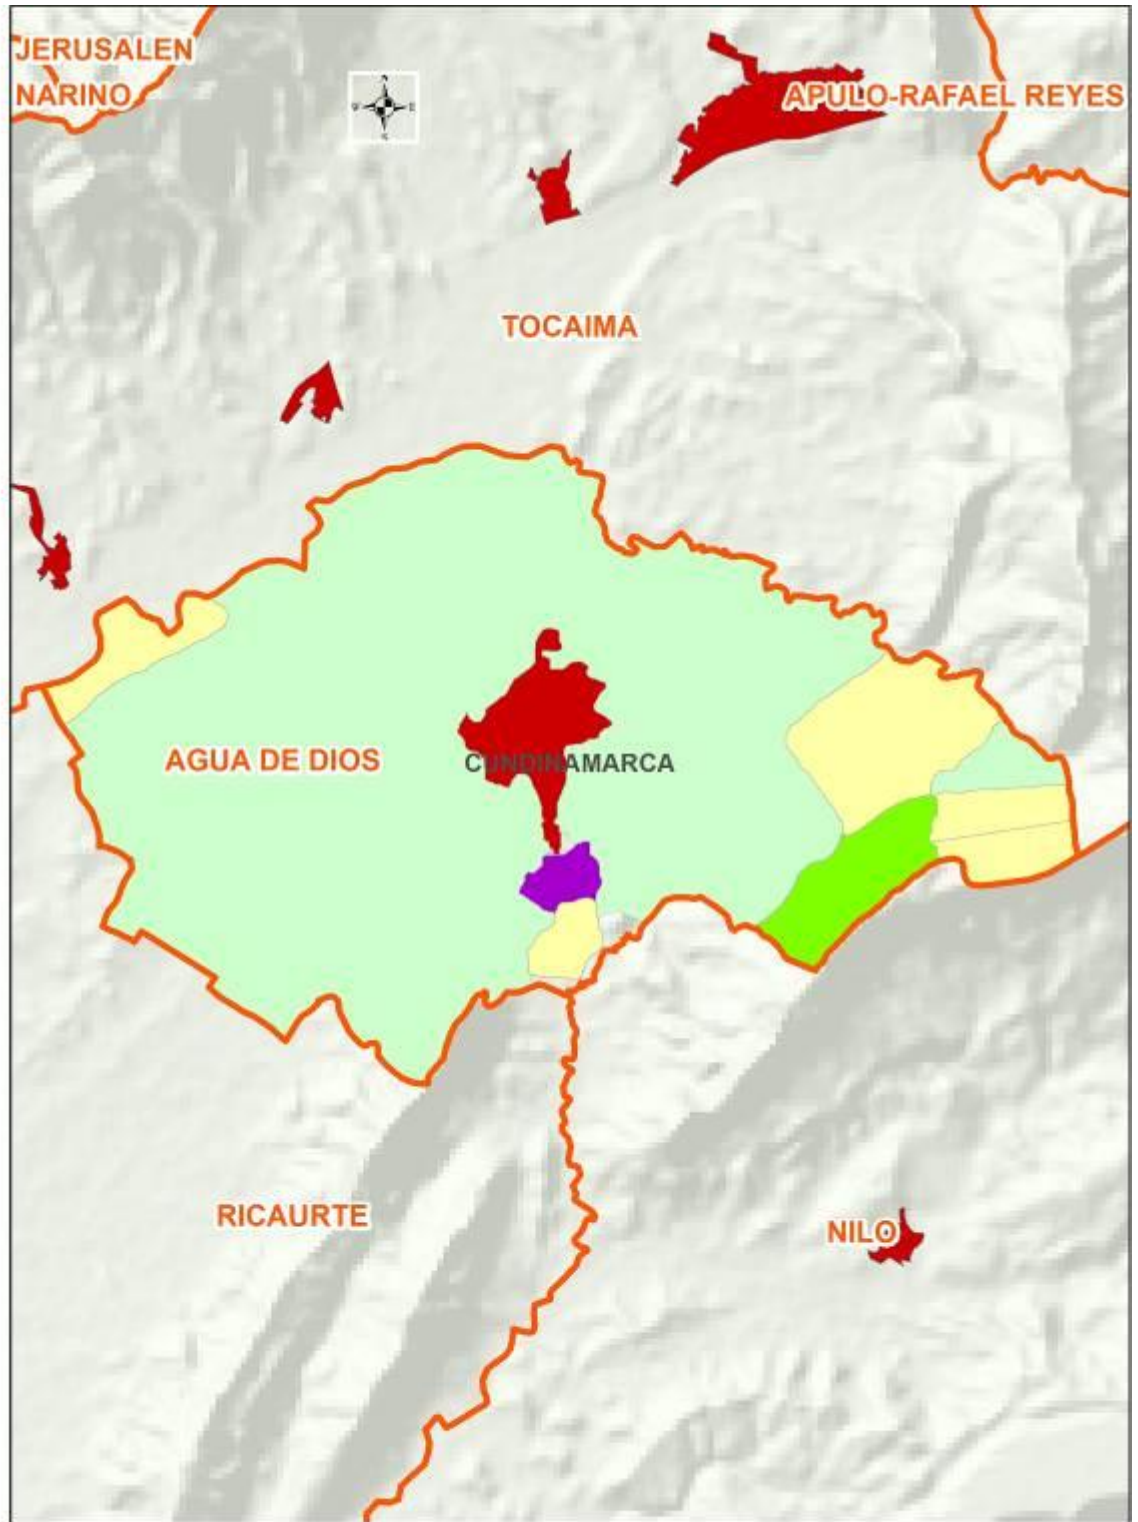 JERUSALEN
NARINO
N
W E
S
APULO-RAFAEL REYES
TOCAIMA
AGUA DE DIOS
CUNDINAMARCA
RICAURTE
NILO